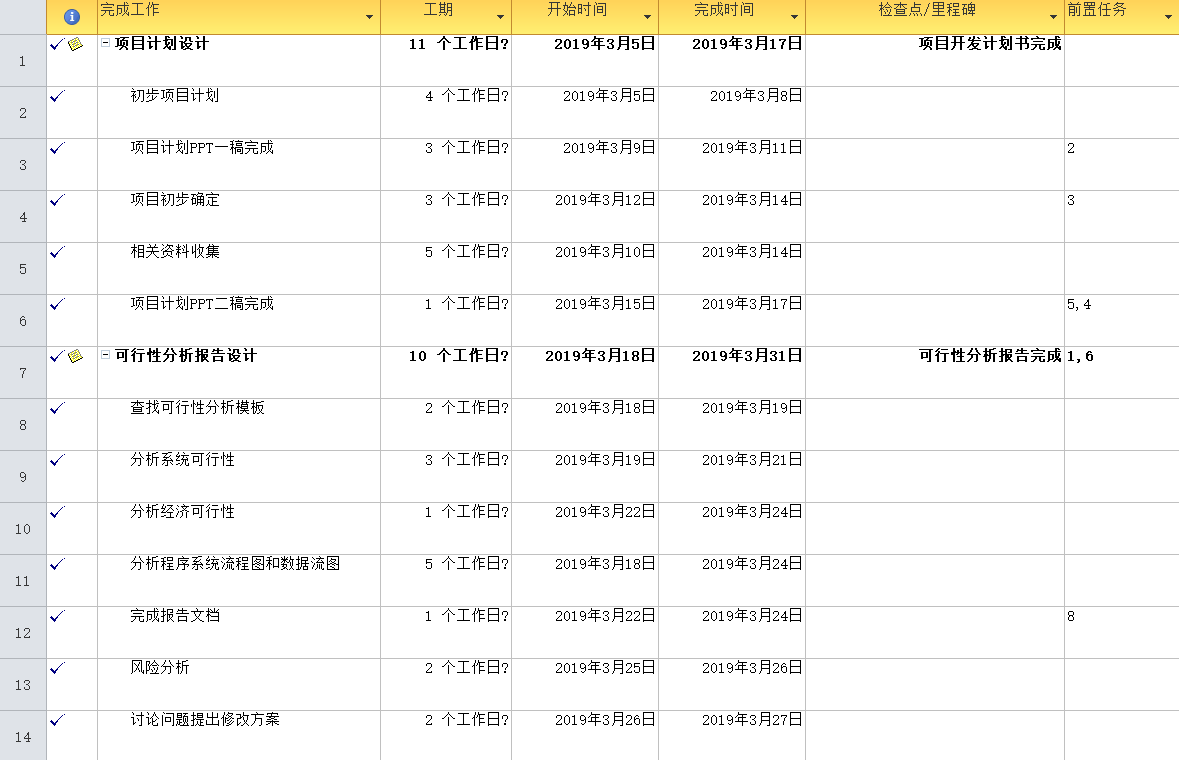 完成工作 工期 开始时间 完成时间 检查点/里程碑 前置任务
1 项目计划设计 11 个工作日? 2019年3月5日 2019年3月17日 项目开发计划书完成
2 初步项目计划 4 个工作日? 2019年3月5日 2019年3月8日
3 项目计划PPT一稿完成 3 个工作日? 2019年3月9日 2019年3月11日 2
4 项目初步确定 3 个工作日? 2019年3月12日 2019年3月14日 3
5 相关资料收集 5 个工作日? 2019年3月10日 2019年3月14日
6 项目计划PPT二稿完成 1 个工作日? 2019年3月15日 2019年3月17日 5,4
7 可行性分析报告设计 10 个工作日? 2019年3月18日 2019年3月31日 可行性分析报告完成 1,6
8 查找可行性分析模板 2 个工作日? 2019年3月18日 2019年3月19日
9 分析系统可行性 3 个工作日? 2019年3月19日 2019年3月21日
10 分析经济可行性 1 个工作日? 2019年3月22日 2019年3月24日
11 分析程序系统流程图和数据流图 5 个工作日? 2019年3月18日 2019年3月24日
12 完成报告文档 1 个工作日? 2019年3月22日 2019年3月24日 8
13 风险分析 2 个工作日? 2019年3月25日 2019年3月26日
14 讨论问题提出修改方案 2 个工作日? 2019年3月26日 2019年3月27日